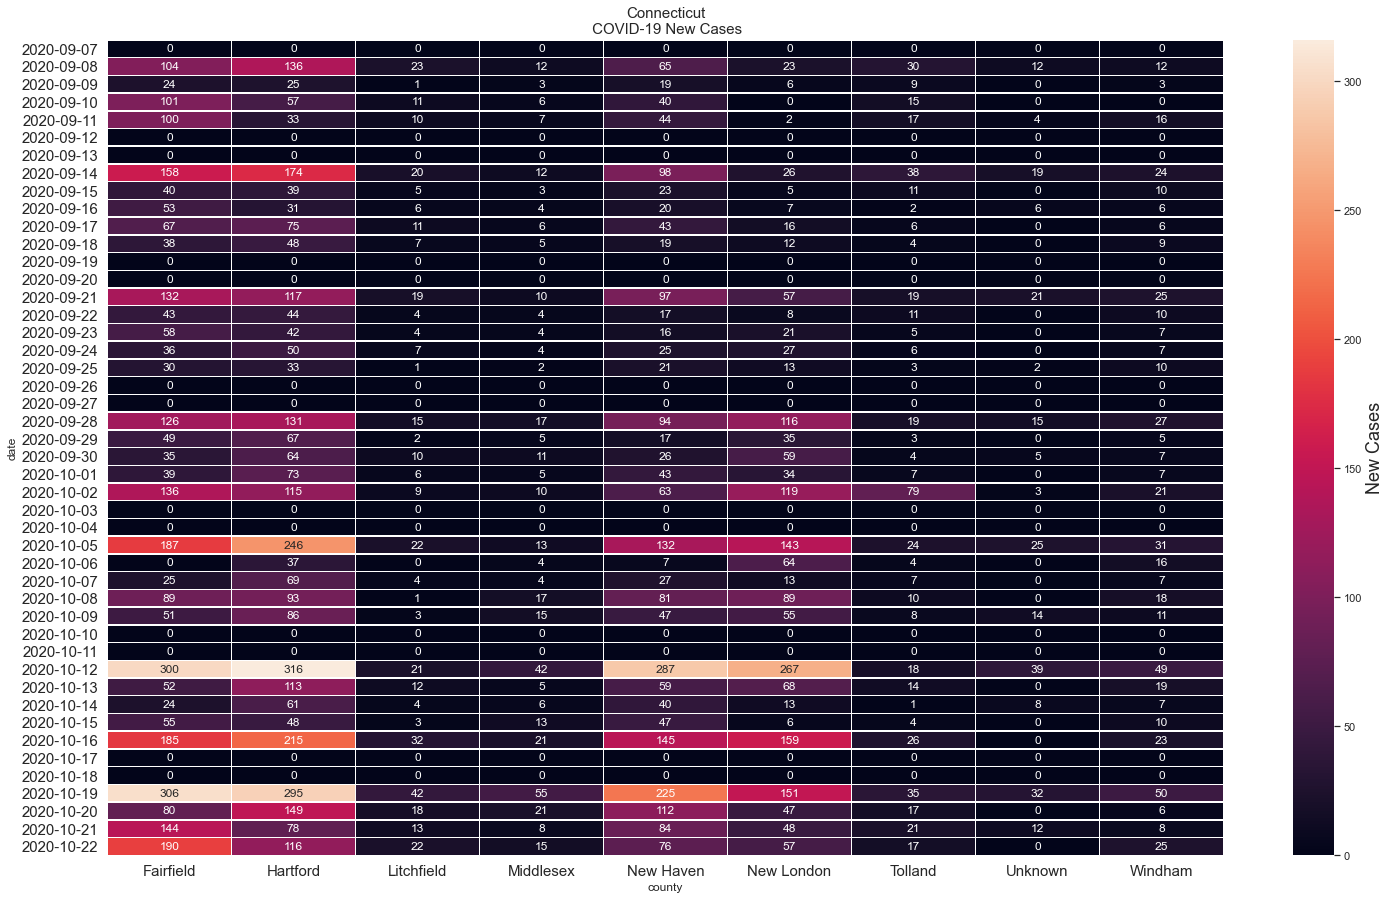 Connecticut
COVID-19 New Cases
2020-09-07 0 0 0 0 0 0 0 0 0
2020-09-08 104 136 23 12 65 23 30 12 12
2020-09-09 24 25 1 3 19 6 9 0 3
2020-09-10 101 57 11 6 40 0 15 0 0
2020-09-11 100 33 10 7 44 2 17 4 16
2020-09-12 0 0 0 0 0 0 0 0 0
2020-09-13 0 0 0 0 0 0 0 0 0
2020-09-14 158 174 20 12 98 26 38 19 24
2020-09-15 40 39 5 3 23 5 11 0 10
2020-09-16 53 31 6 4 20 7 2 6 6
2020-09-17 67 75 11 6 43 16 6 0 6
2020-09-18 38 48 7 5 19 12 4 0 9
2020-09-19 0 0 0 0 0 0 0 0 0
2020-09-20 0 0 0 0 0 0 0 0 0
2020-09-21 132 117 19 10 97 57 19 21 25
2020-09-22 43 44 4 4 17 8 11 0 10
2020-09-23 58 42 4 4 16 21 5 0 7
2020-09-24 36 50 7 4 25 27 6 0 7
2020-09-25 30 33 1 2 21 13 3 2 10
2020-09-26 0 0 0 0 0 0 0 0 0
2020-09-27 0 0 0 0 0 0 0 0 0
2020-09-28 126 131 15 17 94 116 19 15 27
2020-09-29 49 67 2 5 17 35 3 0 5
2020-09-30 35 64 10 11 26 59 4 5 7
2020-10-01 39 73 6 5 43 34 7 0 7
2020-10-02 136 115 9 10 63 119 79 3 21
2020-10-03 0 0 0 0 0 0 0 0 0
2020-10-04 0 0 0 0 0 0 0 0 0
2020-10-05 187 246 22 13 132 143 24 25 31
2020-10-06 0 37 0 4 7 64 4 0 16
2020-10-07 25 69 4 4 27 13 7 0 7
2020-10-08 89 93 1 17 81 89 10 0 18
2020-10-09 51 86 3 15 47 55 8 14 11
2020-10-10 0 0 0 0 0 0 0 0 0
2020-10-11 0 0 0 0 0 0 0 0 0
2020-10-12 300 316 21 42 287 267 18 39 49
2020-10-13 52 113 12 5 59 68 14 0 19
2020-10-14 24 61 4 6 40 13 1 8 7
2020-10-15 55 48 3 13 47 6 4 0 10
2020-10-16 185 215 32 21 145 159 26 0 23
2020-10-17 0 0 0 0 0 0 0 0 0
2020-10-18 0 0 0 0 0 0 0 0 0
2020-10-19 306 295 42 55 225 151 35 32 50
2020-10-20 80 149 18 21 112 47 17 0 6
2020-10-21 144 78 13 8 84 48 21 12 8
2020-10-22 190 116 22 15 76 57 17 0 25
Fairfield Hartford Litchfield Middlesex New Haven New London Tolland Unknown Windham
county
date
300
250
200
150
100
50
0
New Cases